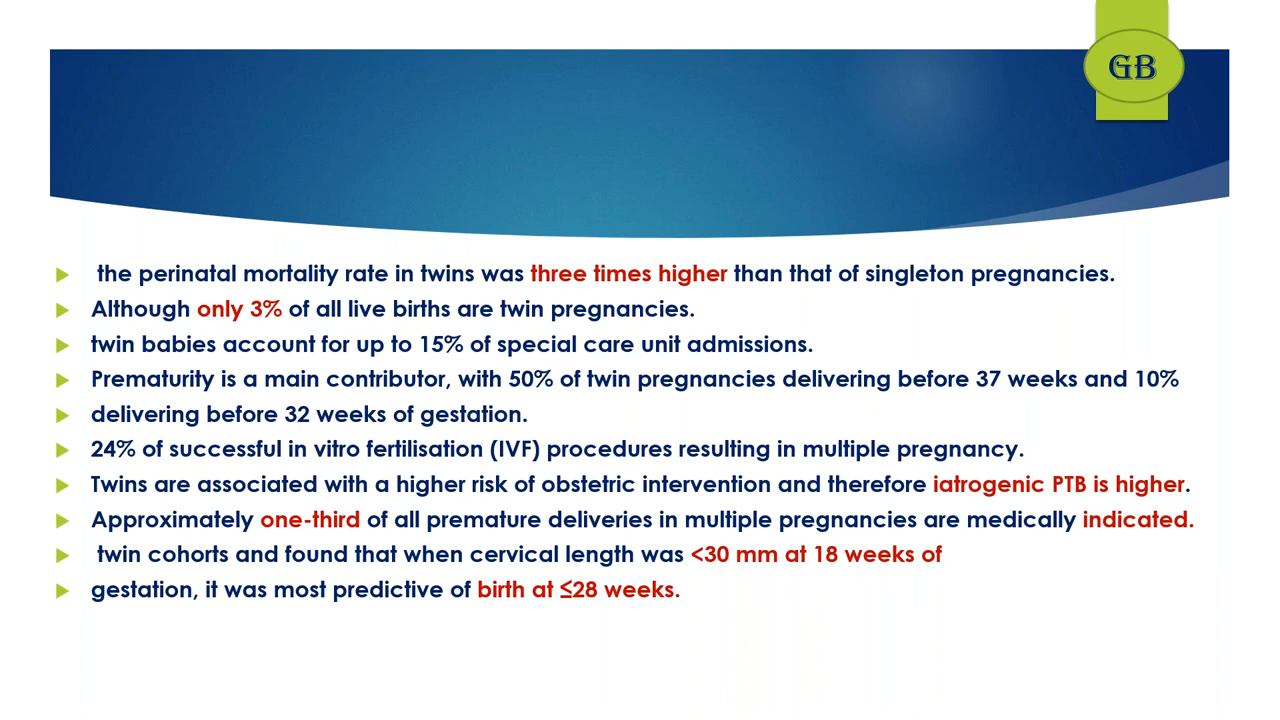 GB
the perinatal mortality rate in twins was three times higher than that of singleton pregnancies.
Although only 3% of all live births are twin pregnancies.
twin babies account for up to 15% of special care unit admissions.
Prematurity is a main contributor, with 50% of twin pregnancies delivering before 37 weeks and 10%
delivering before 32 weeks of gestation.
24% of successful in vitro fertilisation (IVF) procedures resulting in multiple pregnancy.
Twins are associated with a higher risk of obstetric intervention and therefore iatrogenic PTB is higher.
Approximately one-third of all premature deliveries in multiple pregnancies are medically indicated.
twin cohorts and found that when cervical length was <30 mm at 18 weeks of
gestation, it was most predictive of birth at ≤28 weeks.